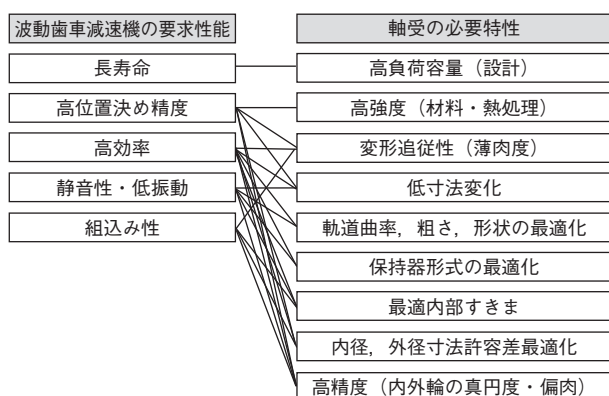 波動歯車減速機の要求性能
長寿命
高位置決め精度
高効率
静音性・低振動
組込み性
軸受の必要特性
高負荷容量（設計）
高強度（材料・熱処理）
変形追従性（薄肉度）
低寸法変化
軌道曲率，粗さ，形状の最適化
保持器形式の最適化
最適内部すきま
内径，外径寸法許容差最適化
高精度（内外輪の真円度・偏肉）